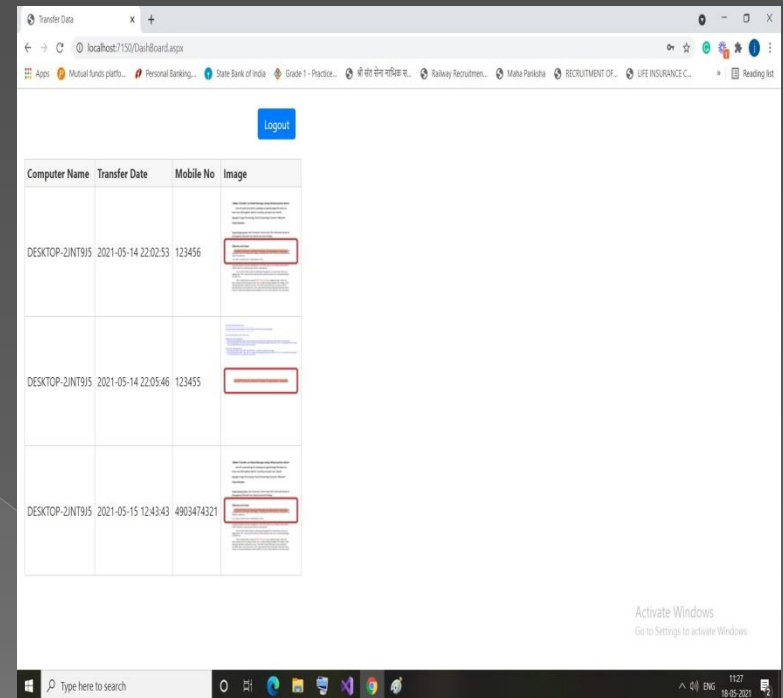 Transfer Data
localhost:7150/DashBoard.aspx
Apps Mutual funds platfo... Personal Banking,... State Bank of India Grade 1 - Practice... श्री संत सेना नाभिक स... Railway Recruitmen... Maha Pariksha RECRUITMENT OF... LIFE INSURANCE C... » Reading list
Logout
Computer Name Transfer Date Mobile No Image
DESKTOP-2JNT9J5 2021-05-14 22:02:53 123456
DESKTOP-2JNT9J5 2021-05-14 22:05:46 123455
DESKTOP-2JNT9J5 2021-05-15 12:43:43 4903474321
Activate Windows
Go to Settings to activate Windows.
Type here to search
ENG 11:27
18-05-2021